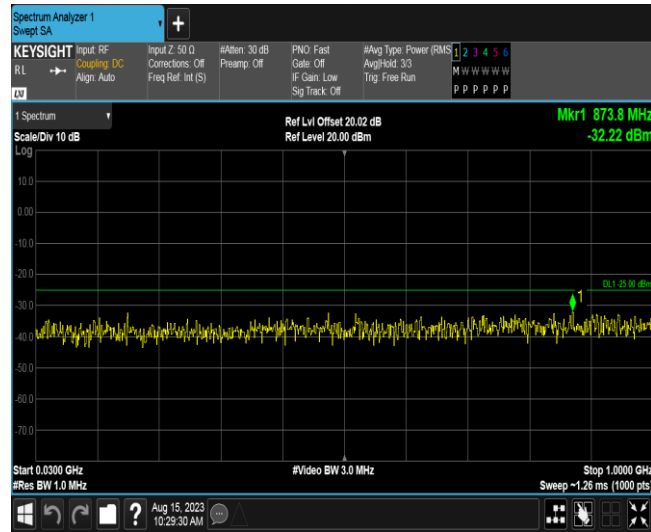 Spectrum Analyzer 1
Swept SA
+
KEYSIGHT
RL
LXI
Input: RF
Coupling: DC
Align: Auto
Input Z: 50 Ω
Corrections: Off
Freq Ref: Int (S)
#Atten: 30 dB
Preamp: Off
PNO: Fast
Gate: Off
IF Gain: Low
Sig Track: Off
#Avg Type: Power (RMS
Avg|Hold: 3/3
Trig: Free Run
1 2 3 4 5 6
M W W W W W
P P P P P P
1 Spectrum
Scale/Div 10 dB
Log
Ref Lvl Offset 20.02 dB
Ref Level 20.00 dBm
Mkr1 873.8 MHz
-32.22 dBm
10.0
0.00
-10.0
-20.0
DL1 -25.00 dBm
1
-30.0
-40.0
-50.0
-60.0
-70.0
Start 0.0300 GHz
#Video BW 3.0 MHz
Stop 1.0000 GHz
#Res BW 1.0 MHz
Sweep ~1.26 ms (1000 pts)
?
Aug 15, 2023
10:29:30 AM